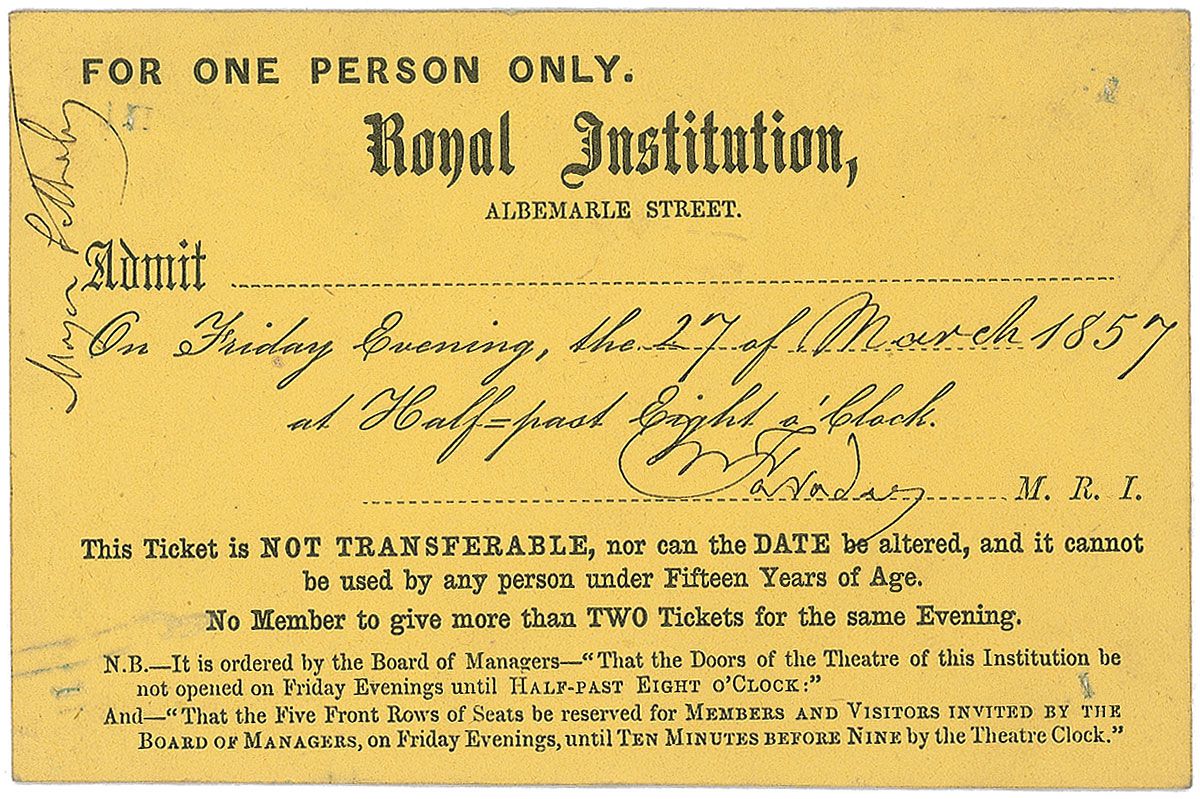 FOR ONE PERSON ONLY.
Royal Institution,
ALBEMARLE STREET.
Admit
On Friday Evening, the 27 of March 1857
at Half=past Eight o'Clock.
M Faraday M. R. I.
This Ticket is NOT TRANSFERABLE, nor can the DATE be altered, and it cannot
be used by any person under Fifteen Years of Age.
No Member to give more than TWO Tickets for the same Evening.
N.B.—It is ordered by the Board of Managers—“That the Doors of the Theatre of this Institution be
not opened on Friday Evenings until HALF-PAST EIGHT O'CLOCK:”
And—“That the Five Front Rows of Seats be reserved for MEMBERS AND VISITORS INVITED BY THE
BOARD OF MANAGERS, on Friday Evenings, until TEN MINUTES BEFORE NINE by the Theatre Clock.”